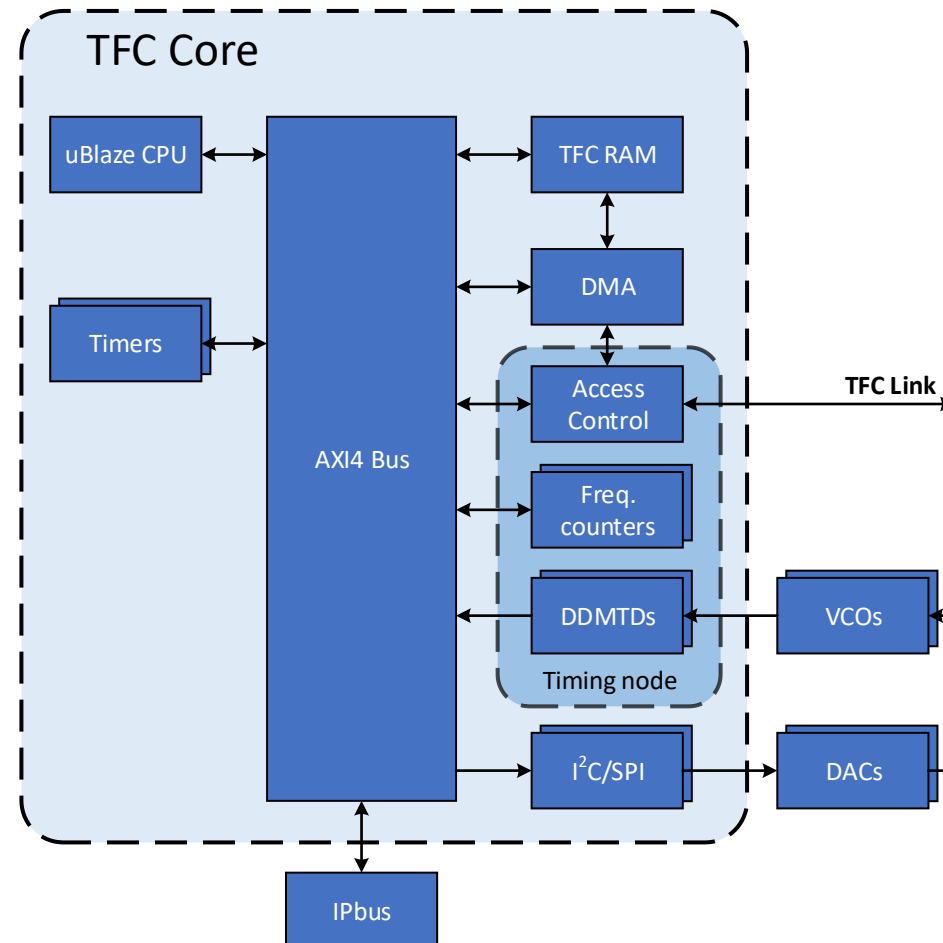 TFC Core
uBlaze CPU
TFC RAM
DMA
Timers
Access
Control
TFC Link
AXI4 Bus
Freq.
counters
DDMTDs
VCOs
Timing node
I²C/SPI
DACs
IPbus